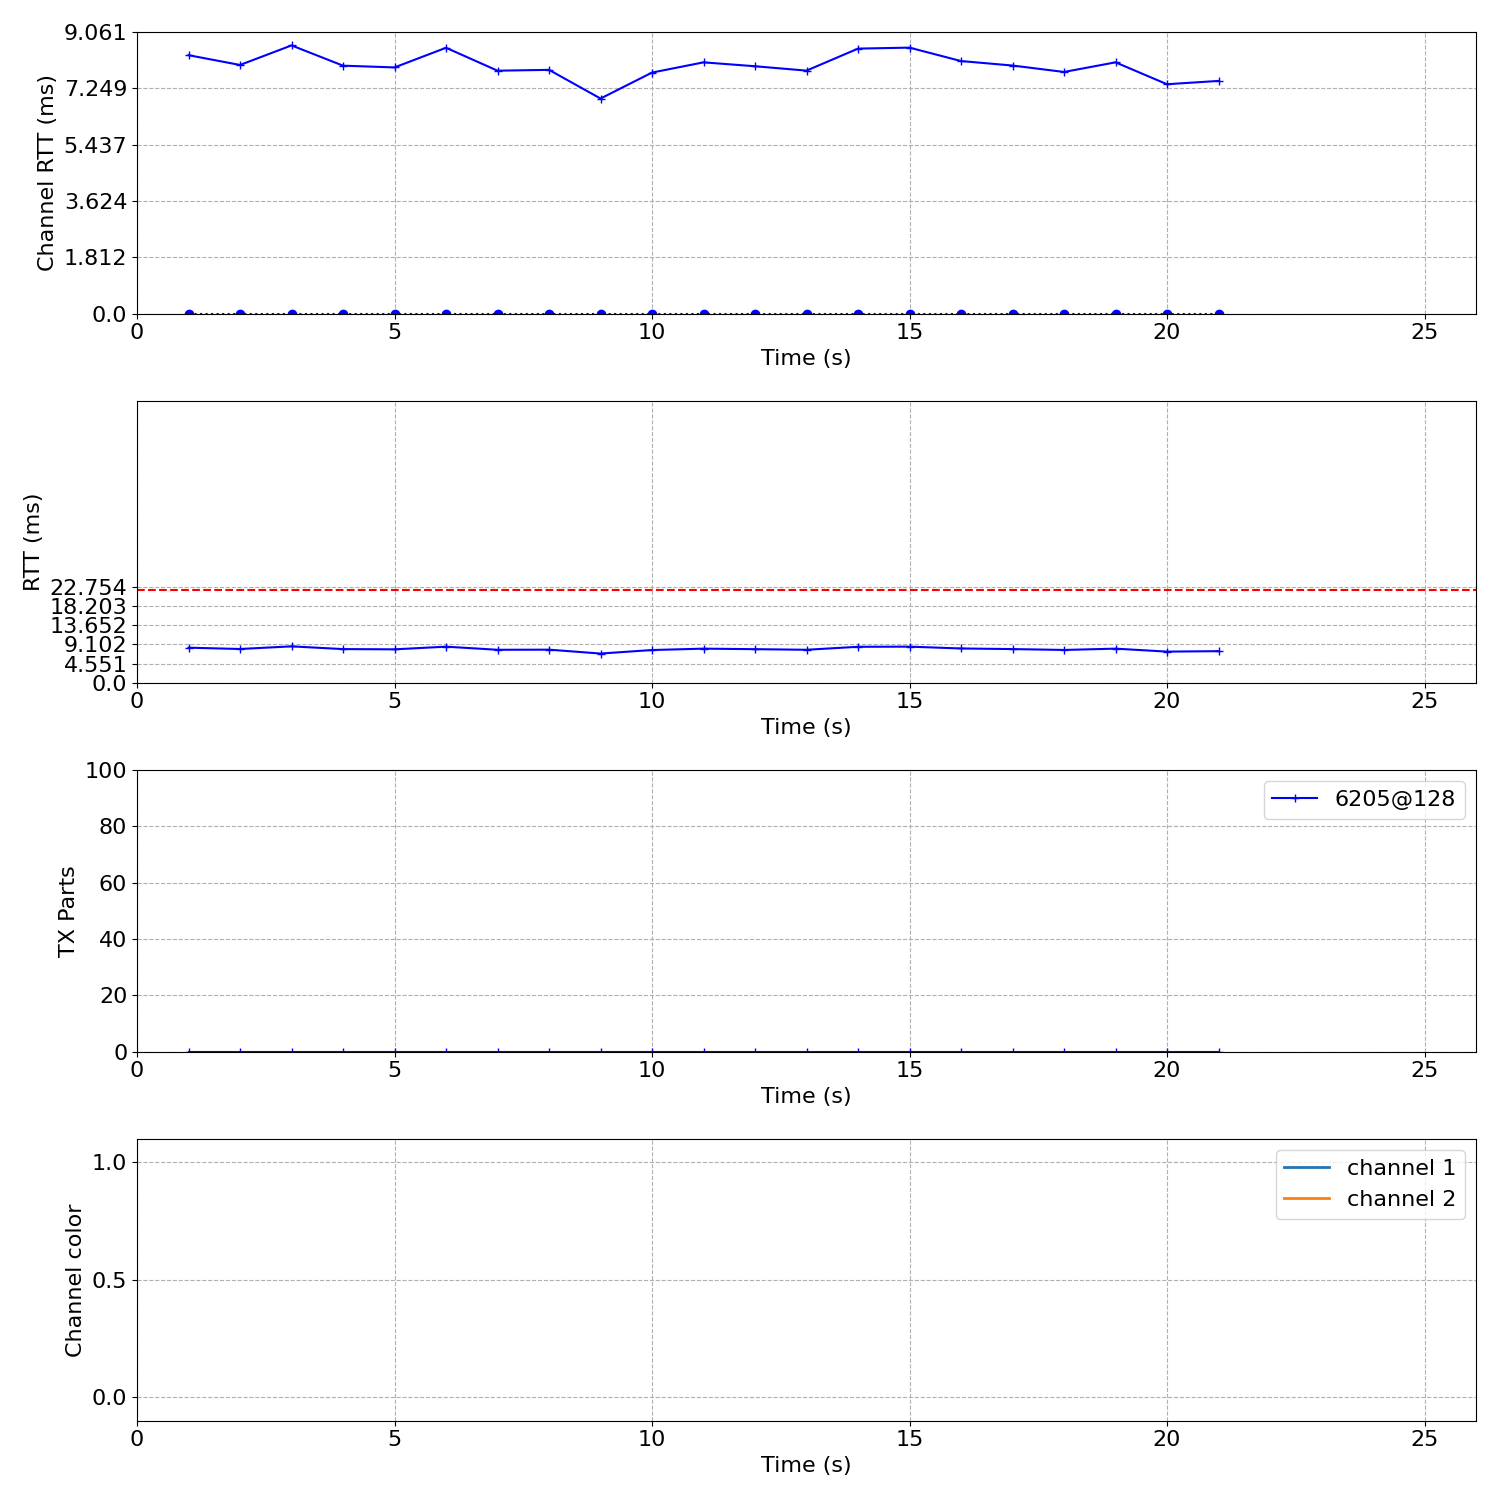 Channel RTT (ms)
9.061
7.249
5.437
3.624
1.812
0.0
0 5 10 15 20 25
Time (s)
RTT (ms)
22.754
18.203
13.652
9.102
4.551
0.0
0 5 10 15 20 25
Time (s)
TX Parts
100
80
60
40
20
0
6205@128
0 5 10 15 20 25
Time (s)
Channel color
1.0
0.5
0.0
channel 1
channel 2
0 5 10 15 20 25
Time (s)